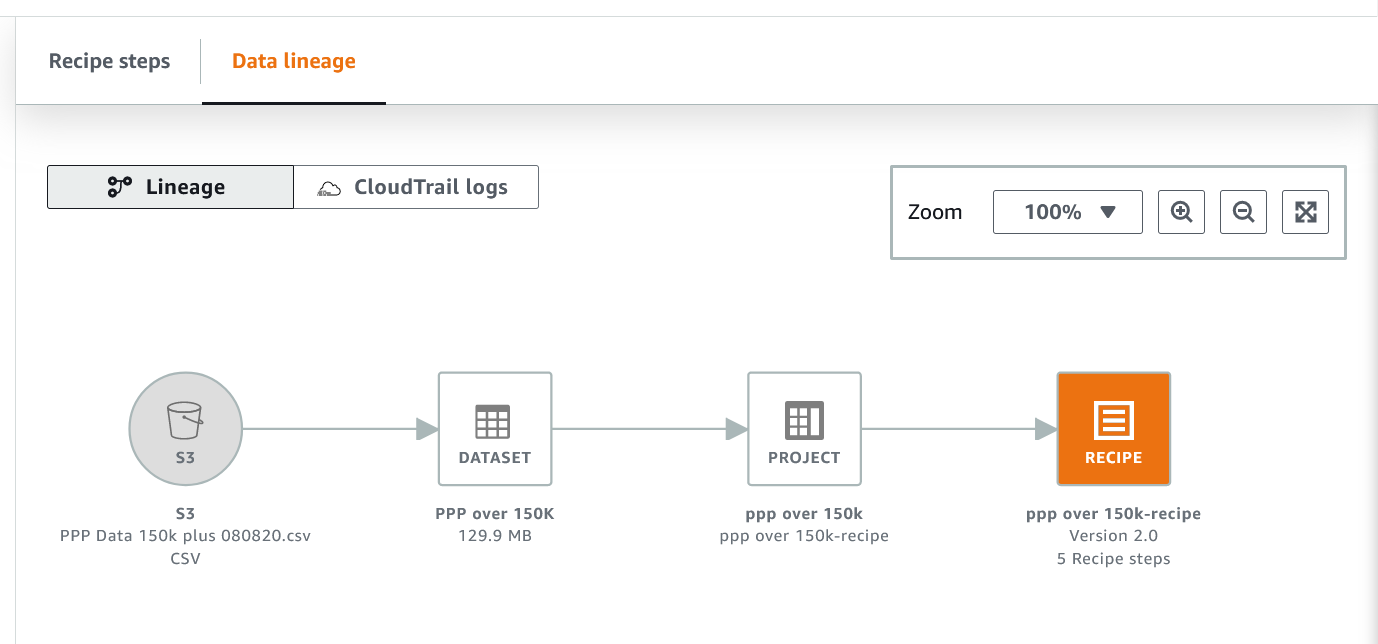 Recipe steps
Data lineage
Lineage
CloudTrail logs
Zoom
100%
S3
DATASET
PROJECT
RECIPE
S3
PPP Data 150k plus 080820.csv
CSV
PPP over 150K
129.9 MB
ppp over 150k
ppp over 150k-recipe
ppp over 150k-recipe
Version 2.0
5 Recipe steps